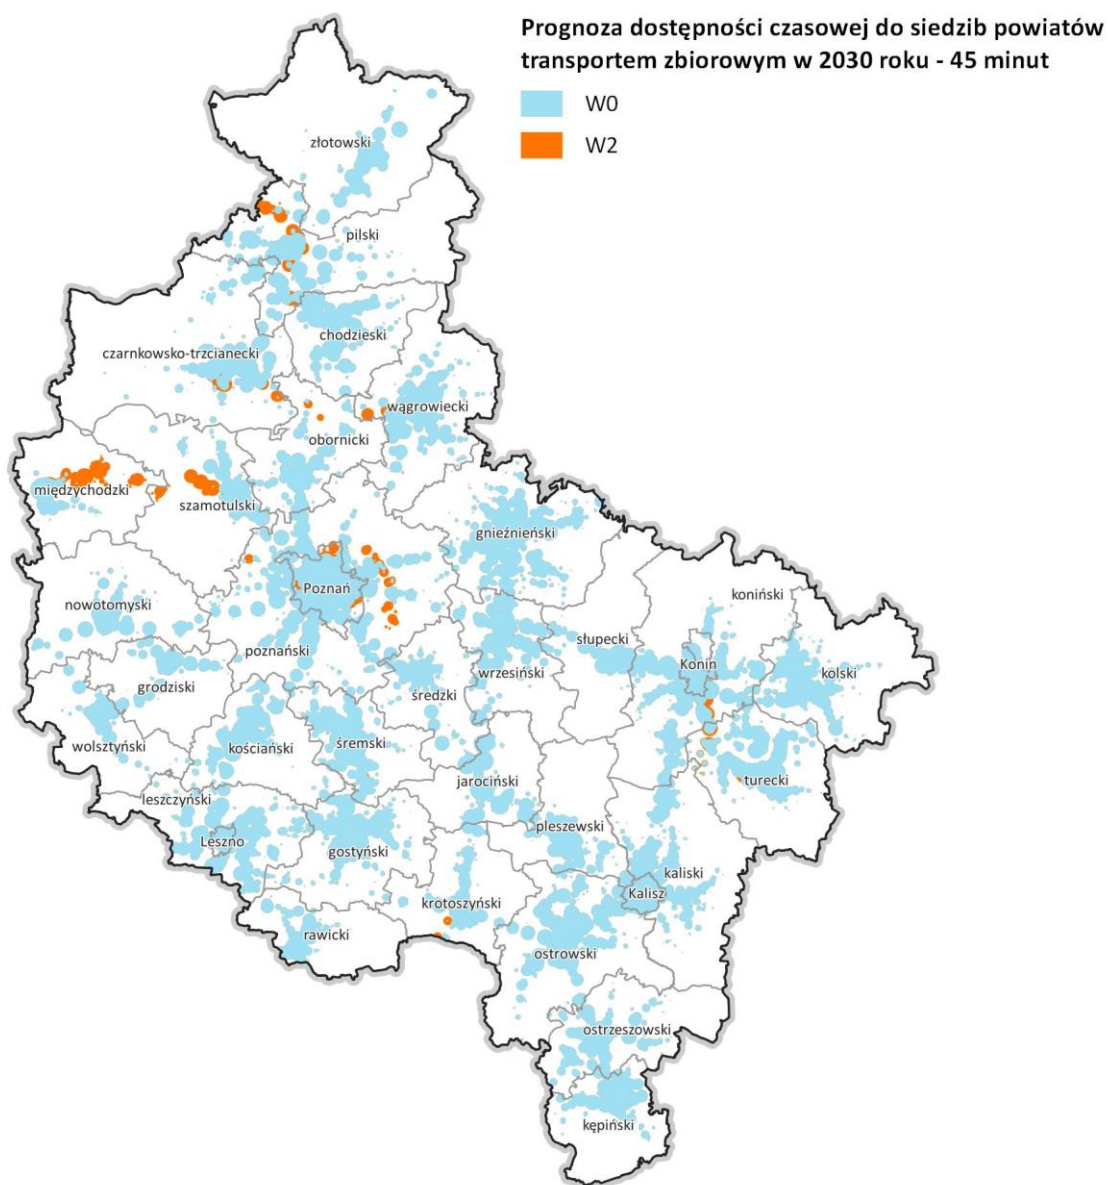 Prognoza dostępności czasowej do siedzib powiatów
transportem zbiorowym w 2030 roku - 45 minut
W0
W2
złotowski
pilski
chodzieski
czarnkowsko-trzcianecki
wągrowiecki
obornicki
międzychodzki
szamotulski
gnieźnieński
Poznań
nowotomyski
koniński
słupecki
poznański
wrzesiński
Konin
kolski
średzki
grodziski
wolsztyński
kościański
śremski
leszczyński
jarociński
turecki
pleszewski
Leszno
gostyński
kaliski
Kalisz
krotoszyński
rawicki
ostrowski
ostrzeszowski
kępiński